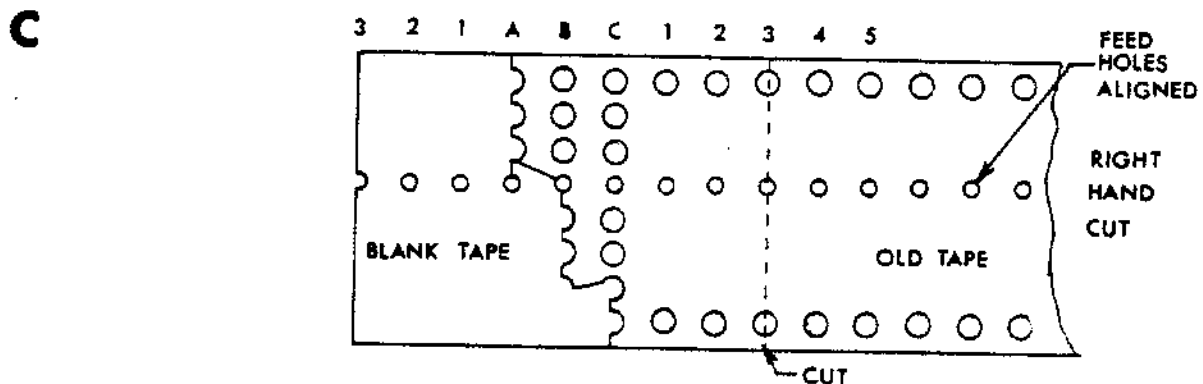 C
3 2 1 A B C 1 2 3 4 5
FEED
HOLES
ALIGNED
RIGHT
HAND
CUT
BLANK TAPE
OLD TAPE
CUT